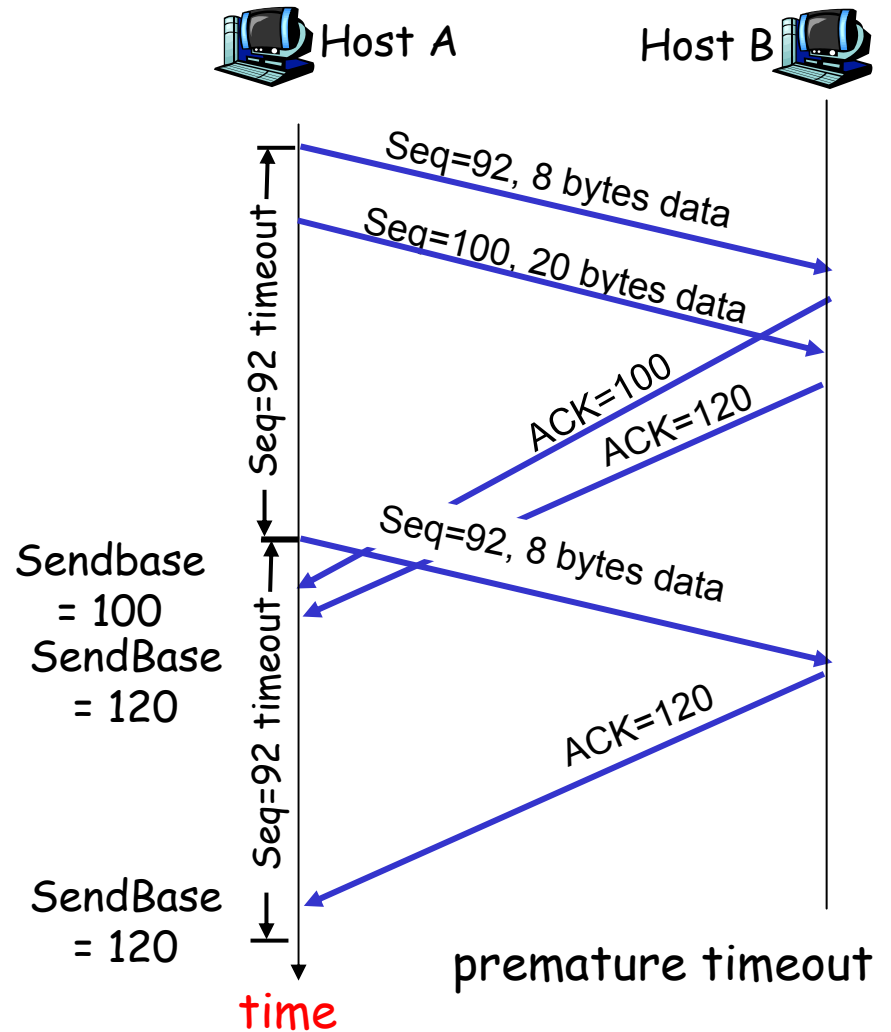 Host A
Host B
Seq=92, 8 bytes data
Seq=100, 20 bytes data
Seq=92 timeout
ACK=100
ACK=120
Seq=92, 8 bytes data
Sendbase
= 100
SendBase
= 120
Seq=92 timeout
ACK=120
SendBase
= 120
premature timeout
time